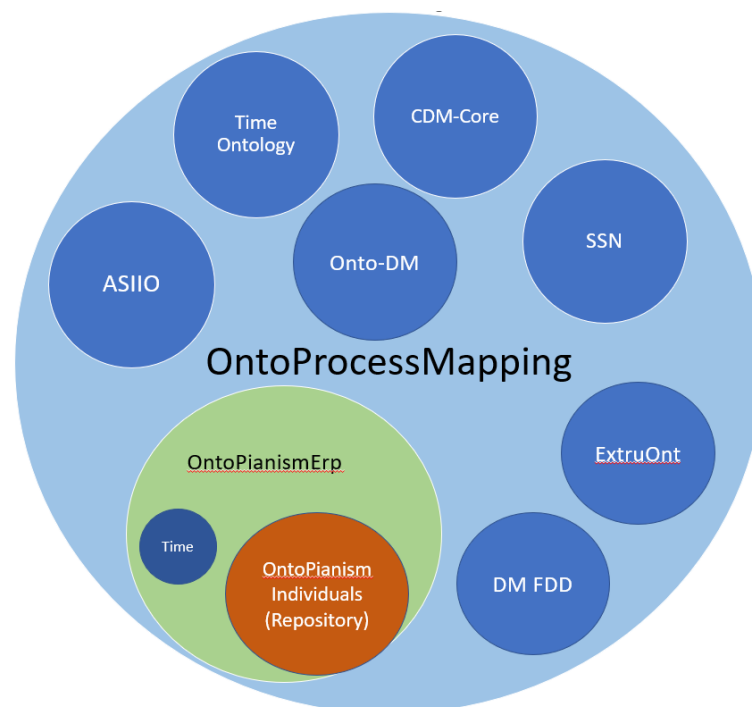 Time
Ontology
CDM-Core
Onto-DM
SSN
ASIIO
OntoProcessMapping
OntoPianismErp
ExtruOnt
Time
OntoPianism
Individuals
(Repository)
DM FDD